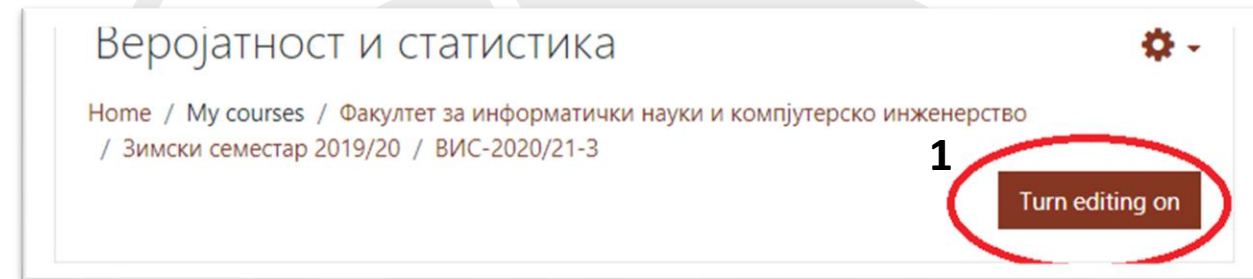 Веројатност и статистика
Home / My courses / Факултет за информатички науки и компјутерско инженерство
/ Зимски семестар 2019/20 / ВИС-2020/21-3
1
Turn editing on